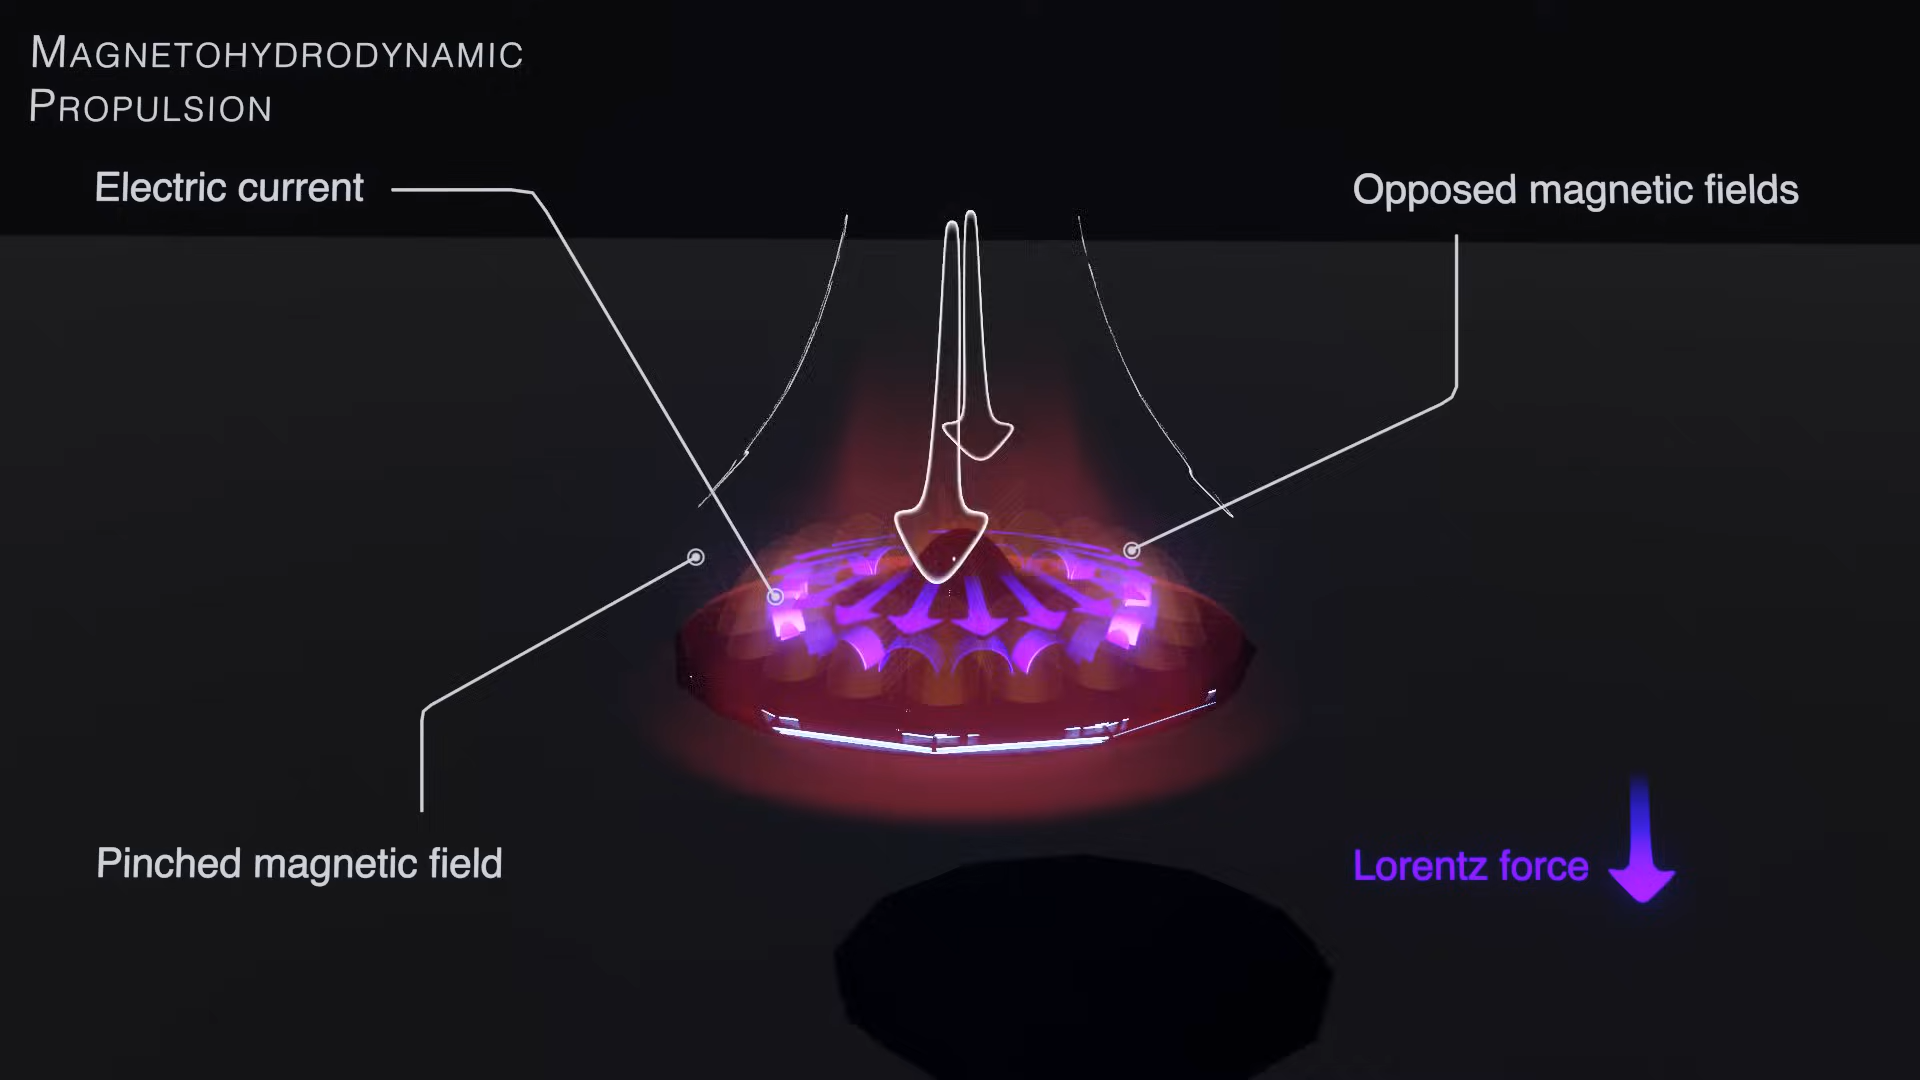 MAGNETOHYDRODYNAMIC
PROPULSION
Electric current
Opposed magnetic fields
Pinched magnetic field
Lorentz force